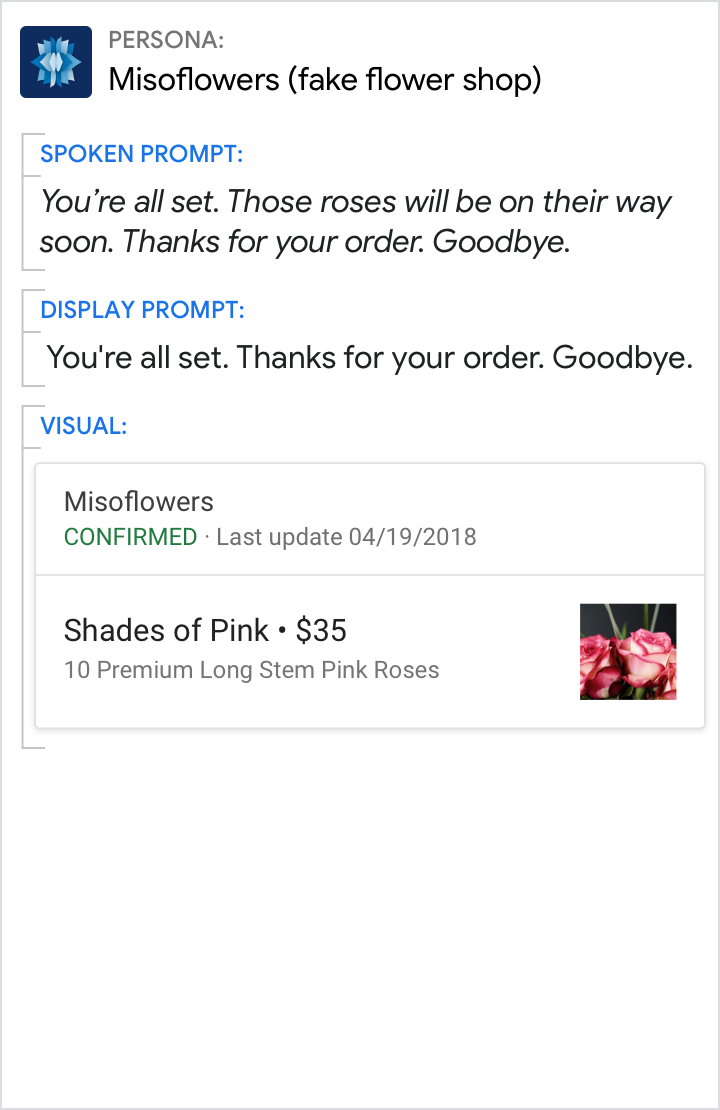 PERSONA:
Misoflowers (fake flower shop)
SPOKEN PROMPT:
You’re all set. Those roses will be on their way
soon. Thanks for your order. Goodbye.
DISPLAY PROMPT:
You're all set. Thanks for your order. Goodbye.
VISUAL:
Misoflowers
CONFIRMED · Last update 04/19/2018
Shades of Pink • $35
10 Premium Long Stem Pink Roses